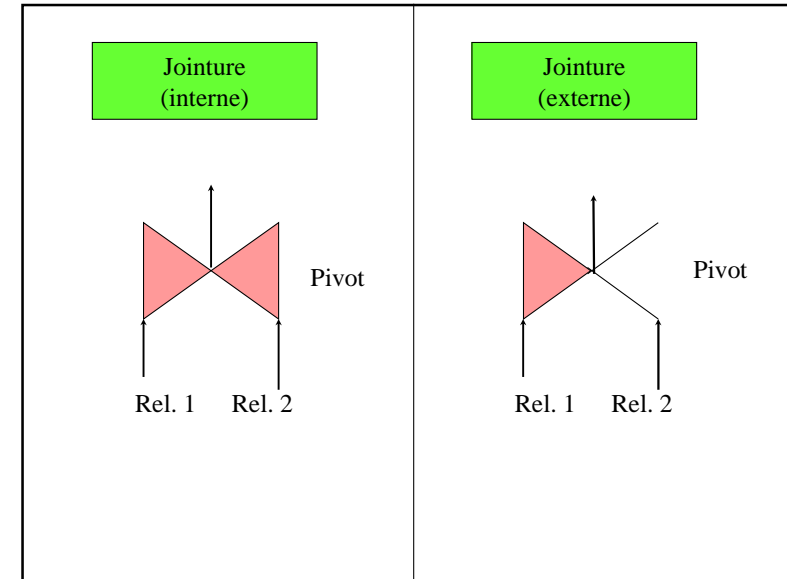 Jointure
(interne)
Pivot
Rel. 1 Rel. 2
Jointure
(externe)
Pivot
Rel. 1 Rel. 2